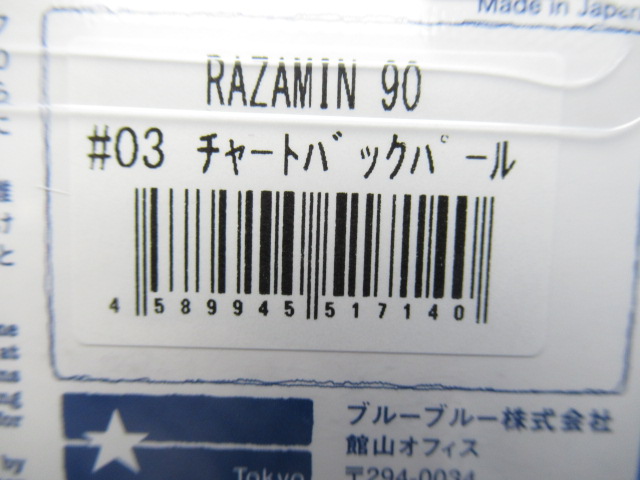 Made in Japan
RAZAMIN 90
#03 チャートバックパール
4 589945 517140
ブルーブルー株式会社
館山オフィス
〒294-0034
Tokyo
by